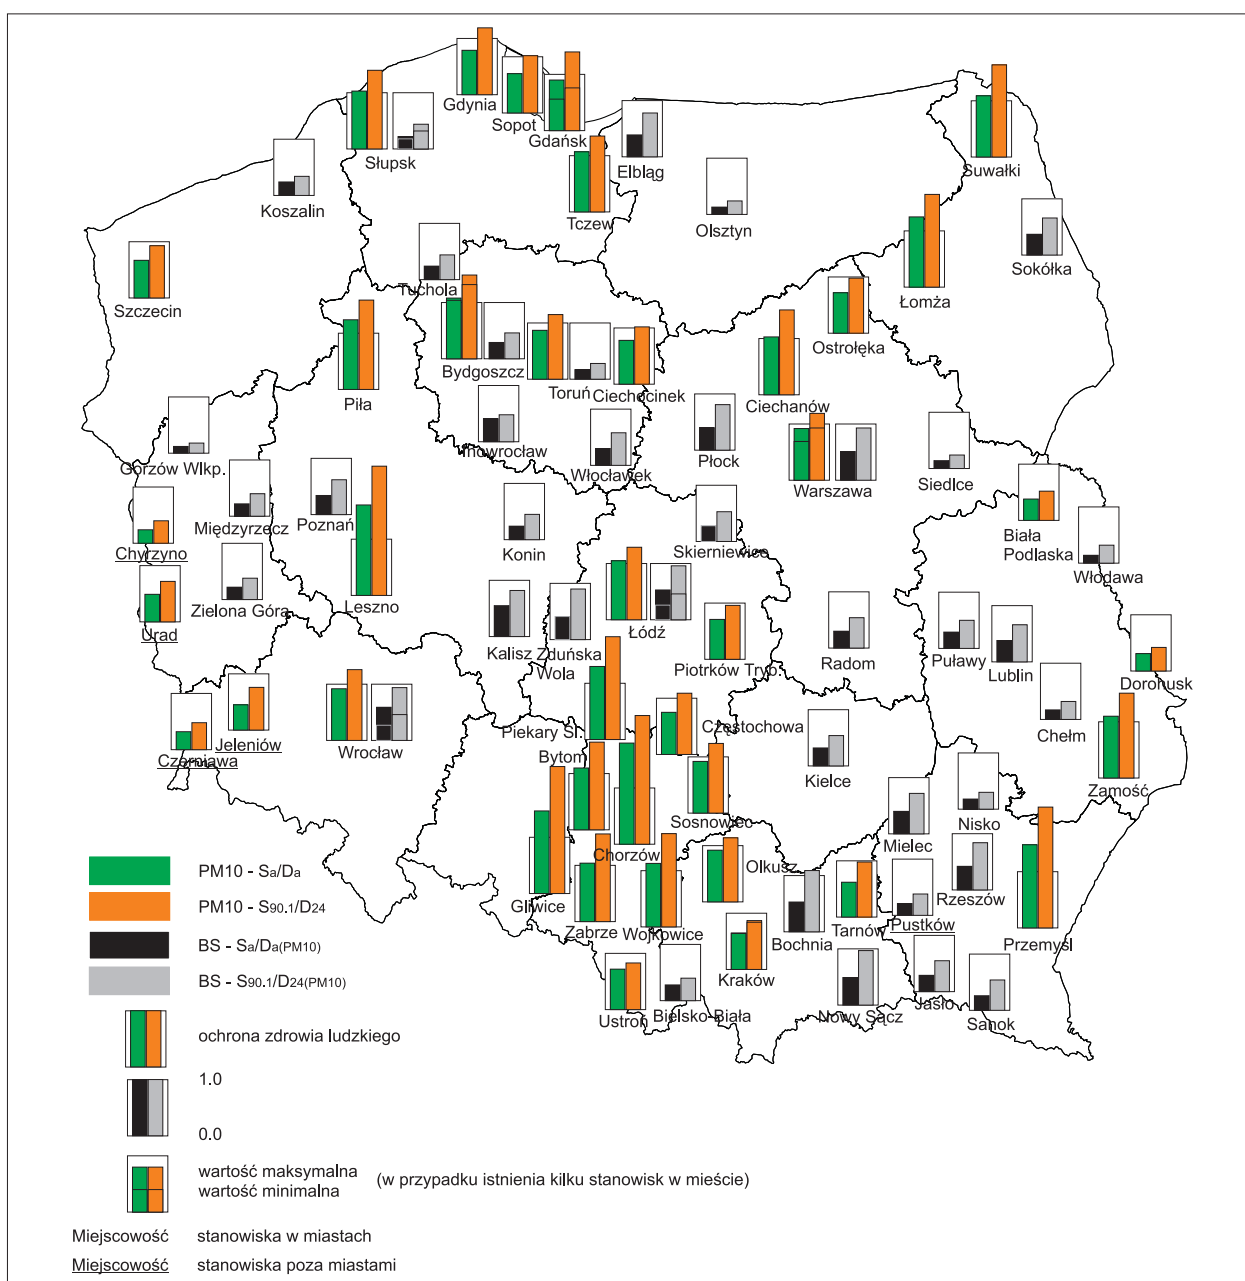 Gdynia
Sopot
Gdańsk
Słupsk
Elbląg
Suwałki
Koszalin
Tczew
Olsztyn
Sokółka
Tuchola
Szczecin
Łomża
Ostrołęka
Bydgoszcz
Toruń
Ciechocinek
Piła
Ciechanów
Inowrocław
Włocławek
Płock
Gorzów Wlkp.
Warszawa
Siedlce
Międzyrzecz
Poznań
Konin
Skierniewice
Biała
Podlaska
Chyrzyno
Włodawa
Zielona Góra
Leszno
Urad
Kalisz
Zduńska
Wola
Łódź
Piotrków Tryb.
Radom
Puławy
Lublin
Dorohusk
Piekary Śl.
Częstochowa
Jeleniów
Czerniawa
Wrocław
Chełm
Bytom
Kielce
Zamość
Sosnowiec
Nisko
Mielec
Chorzów
Olkusz
Gliwice
Rzeszów
Zabrze
Wojkowice
Bochnia
Tarnów
Pustków
Przemyśl
Kraków
Ustroń
Bielsko-Biała
Nowy Sącz
Jasło
Sanok
PM10 - Sa/Da
PM10 - S90.1/D24
BS - Sa/Da(PM10)
BS - S90.1/D24(PM10)
ochrona zdrowia ludzkiego
1.0
0.0
wartość maksymalna
wartość minimalna
(w przypadku istnienia kilku stanowisk w mieście)
Miejscowość stanowiska w miastach
Miejscowość stanowiska poza miastami